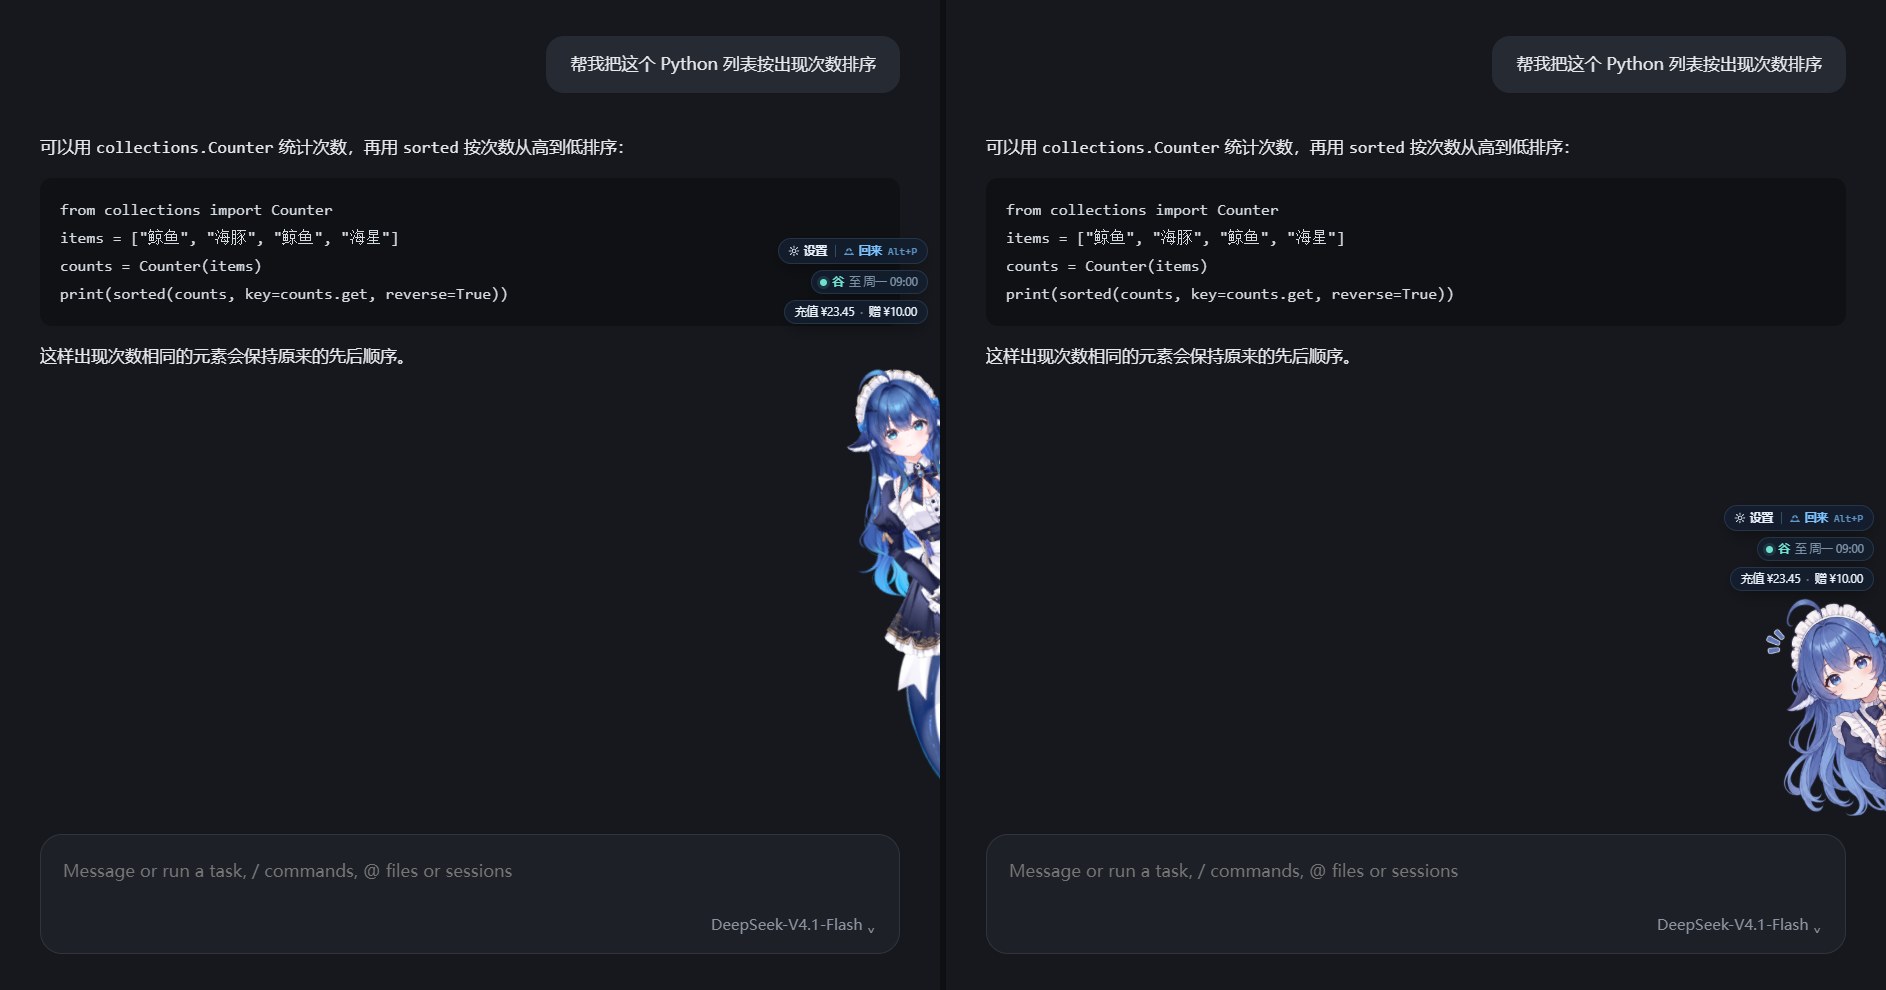 帮我把这个 Python 列表按出现次数排序
可以用 collections.Counter 统计次数，再用 sorted 按次数从高到低排序：
from collections import Counter
items = ["鲸鱼", "海豚", "鲸鱼", "海星"]
counts = Counter(items)
print(sorted(counts, key=counts.get, reverse=True))
设置 回来 Alt+P
谷 至 周一 09:00
充值 ¥23.45 · 赠 ¥10.00
这样出现次数相同的元素会保持原来的先后顺序。
Message or run a task, / commands, @ files or sessions
DeepSeek-V4.1-Flash
帮我把这个 Python 列表按出现次数排序
可以用 collections.Counter 统计次数，再用 sorted 按次数从高到低排序：
from collections import Counter
items = ["鲸鱼", "海豚", "鲸鱼", "海星"]
counts = Counter(items)
print(sorted(counts, key=counts.get, reverse=True))
这样出现次数相同的元素会保持原来的先后顺序。
设置 回来 Alt+P
谷 至 周一 09:00
充值 ¥23.45 · 赠 ¥10.00
Message or run a task, / commands, @ files or sessions
DeepSeek-V4.1-Flash